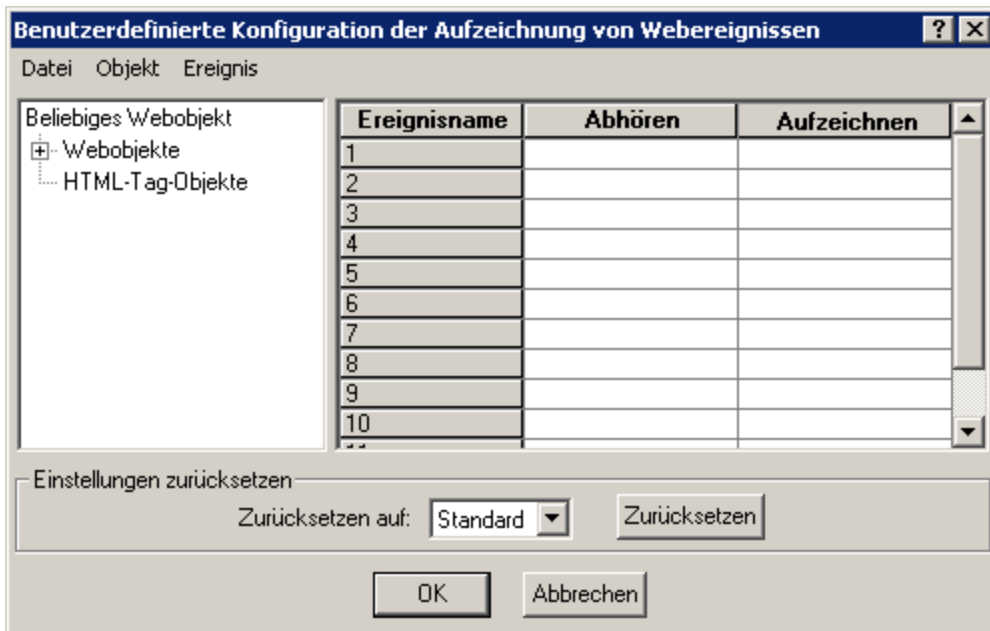 Benutzerdefinierte Konfiguration der Aufzeichnung von Webereignissen ? X
Datei Objekt Ereignis
Beliebiges Webobjekt
Webobjekte
HTML-Tag-Objekte
Ereignisname Abhören Aufzeichnen
1
2
3
4
5
6
7
8
9
10
Einstellungen zurücksetzen
Zurücksetzen auf: Standard Zurücksetzen
OK Abbrechen